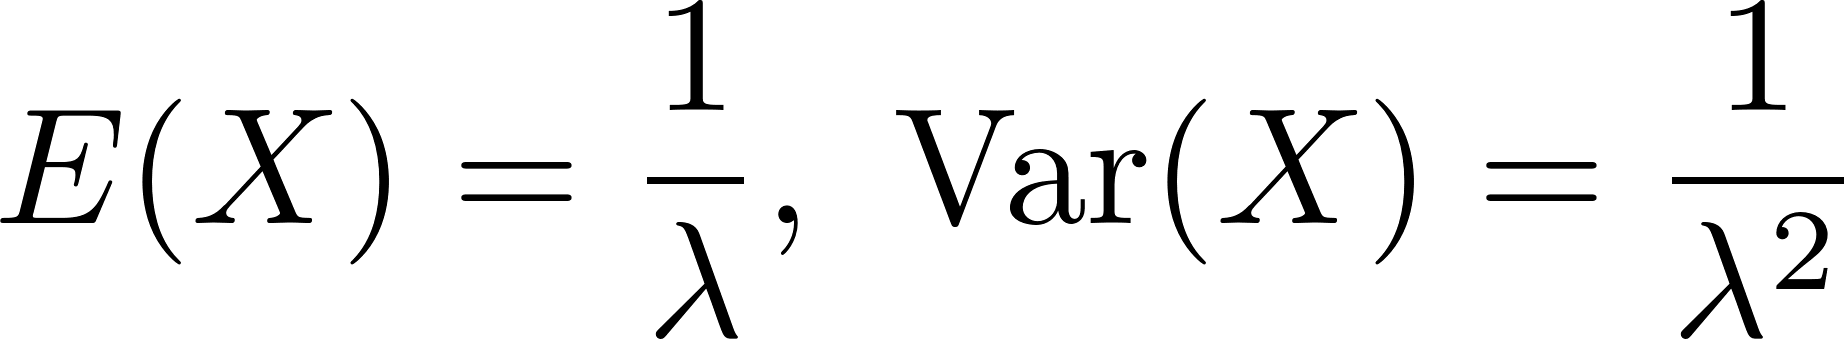 E(X) = 1/λ, Var(X) = 1/λ²